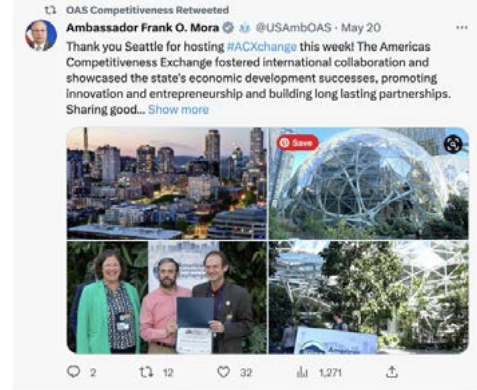 OAS Competitiveness Retweeted
Ambassador Frank O. Mora @USAmbOAS · May 20
Thank you Seattle for hosting #ACXchange this week! The Americas
Competitiveness Exchange fostered international collaboration and
showcased the state's economic development successes, promoting
innovation and entrepreneurship and building long lasting partnerships.
Sharing good... Show more
Save
Americas
2 12 32 1,271